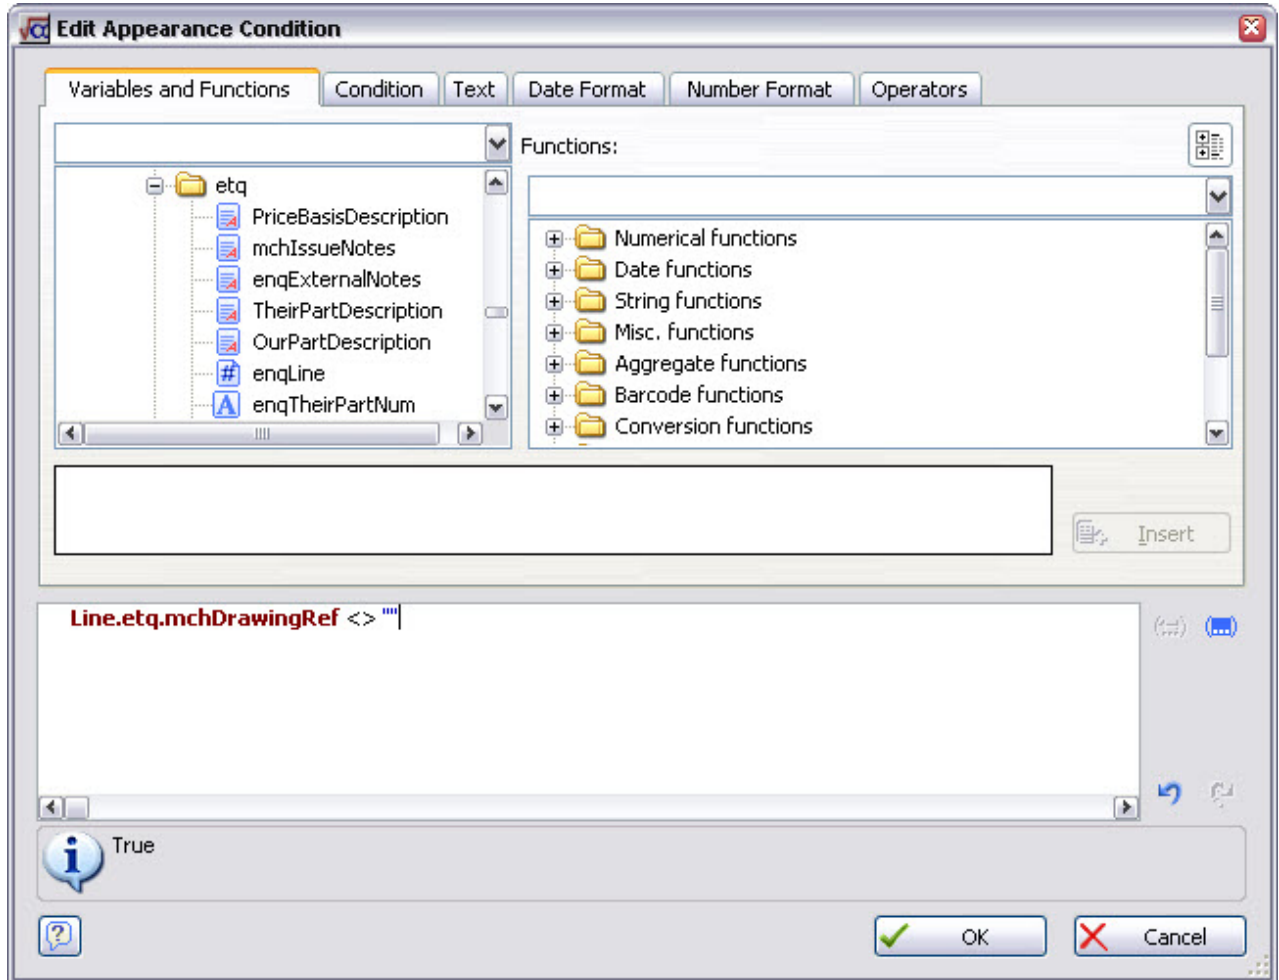 Edit Appearance Condition
Variables and Functions Condition Text Date Format Number Format Operators
Functions:
etq
PriceBasisDescription
mchIssueNotes
enqExternalNotes
TheirPartDescription
OurPartDescription
enqLine
enqTheirPartNum
Numerical functions
Date functions
String functions
Misc. functions
Aggregate functions
Barcode functions
Conversion functions
Insert
Line.etq.mchDrawingRef <> ""
True
OK Cancel